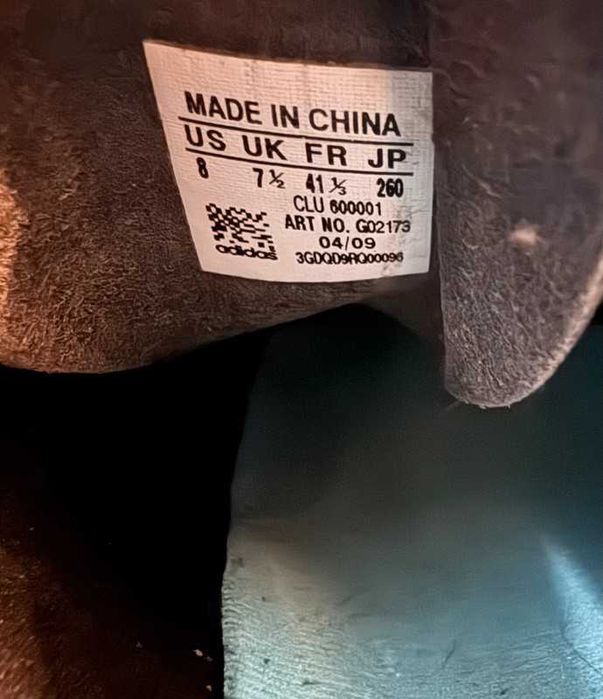 MADE IN CHINA
US UK FR JP
8 7½ 41⅓ 260
CLU 600001
ART NO. G02173
04/09
adidas 3GDQD9RQ00096